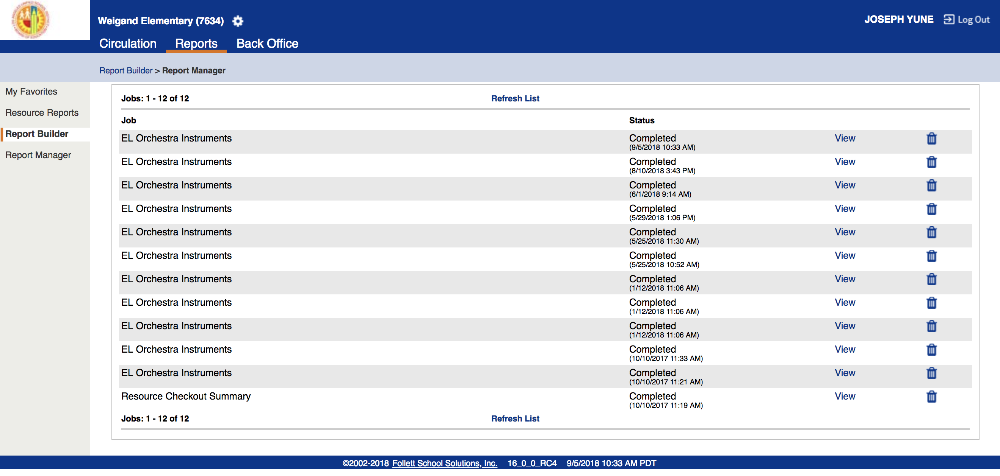 Weigand Elementary (7634)
JOSEPH YUNE Log Out
Circulation Reports Back Office
Report Builder > Report Manager
My Favorites
Resource Reports
Report Builder
Report Manager
Jobs: 1 - 12 of 12 Refresh List
Job Status
EL Orchestra Instruments Completed View
(9/5/2018 10:33 AM)
EL Orchestra Instruments Completed View
(8/10/2018 3:43 PM)
EL Orchestra Instruments Completed View
(6/1/2018 9:14 AM)
EL Orchestra Instruments Completed View
(5/29/2018 1:06 PM)
EL Orchestra Instruments Completed View
(5/25/2018 11:30 AM)
EL Orchestra Instruments Completed View
(5/25/2018 10:52 AM)
EL Orchestra Instruments Completed View
(1/12/2018 11:06 AM)
EL Orchestra Instruments Completed View
(1/12/2018 11:06 AM)
EL Orchestra Instruments Completed View
(1/12/2018 11:06 AM)
EL Orchestra Instruments Completed View
(10/10/2017 11:33 AM)
EL Orchestra Instruments Completed View
(10/10/2017 11:21 AM)
Resource Checkout Summary Completed View
(10/10/2017 11:19 AM)
Jobs: 1 - 12 of 12 Refresh List
©2002-2018 Follett School Solutions, Inc. 16_0_0_RC4 9/5/2018 10:33 AM PDT